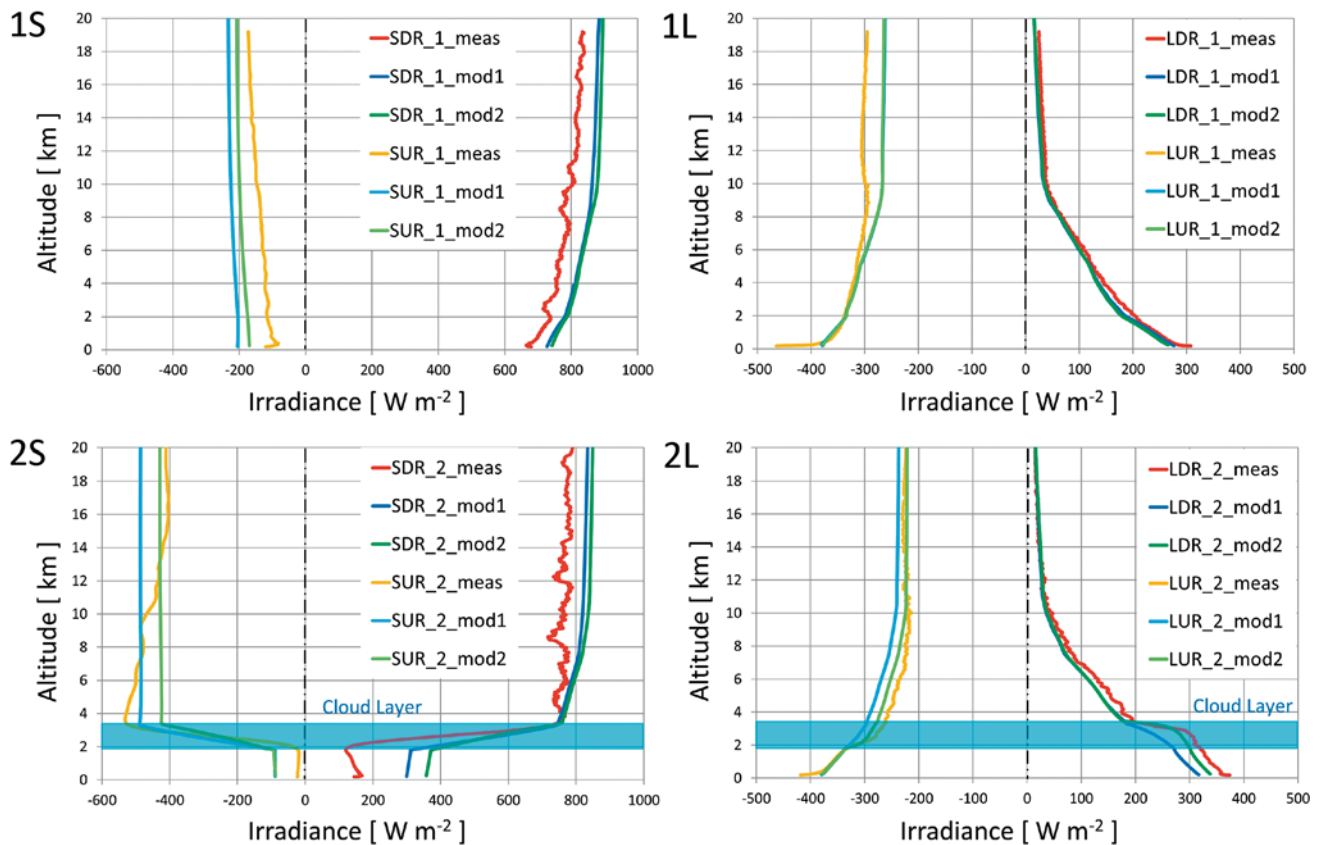 1S
20
18
16
14
12
10
8
6
4
2
0
Altitude [ km ]
SDR_1_meas
SDR_1_mod1
SDR_1_mod2
SUR_1_meas
SUR_1_mod1
SUR_1_mod2
-600 -400 -200 0 200 400 600 800 1000
Irradiance [ W m-2 ]
1L
20
18
16
14
12
10
8
6
4
2
0
Altitude [ km ]
LDR_1_meas
LDR_1_mod1
LDR_1_mod2
LUR_1_meas
LUR_1_mod1
LUR_1_mod2
-500 -400 -300 -200 -100 0 100 200 300 400 500
Irradiance [ W m-2 ]
2S
20
18
16
14
12
10
8
6
4
2
0
Altitude [ km ]
SDR_2_meas
SDR_2_mod1
SDR_2_mod2
SUR_2_meas
SUR_2_mod1
SUR_2_mod2
Cloud Layer
-600 -400 -200 0 200 400 600 800 1000
Irradiance [ W m-2 ]
2L
20
18
16
14
12
10
8
6
4
2
0
Altitude [ km ]
LDR_2_meas
LDR_2_mod1
LDR_2_mod2
LUR_2_meas
LUR_2_mod1
LUR_2_mod2
Cloud Layer
-500 -400 -300 -200 -100 0 100 200 300 400 500
Irradiance [ W m-2 ]